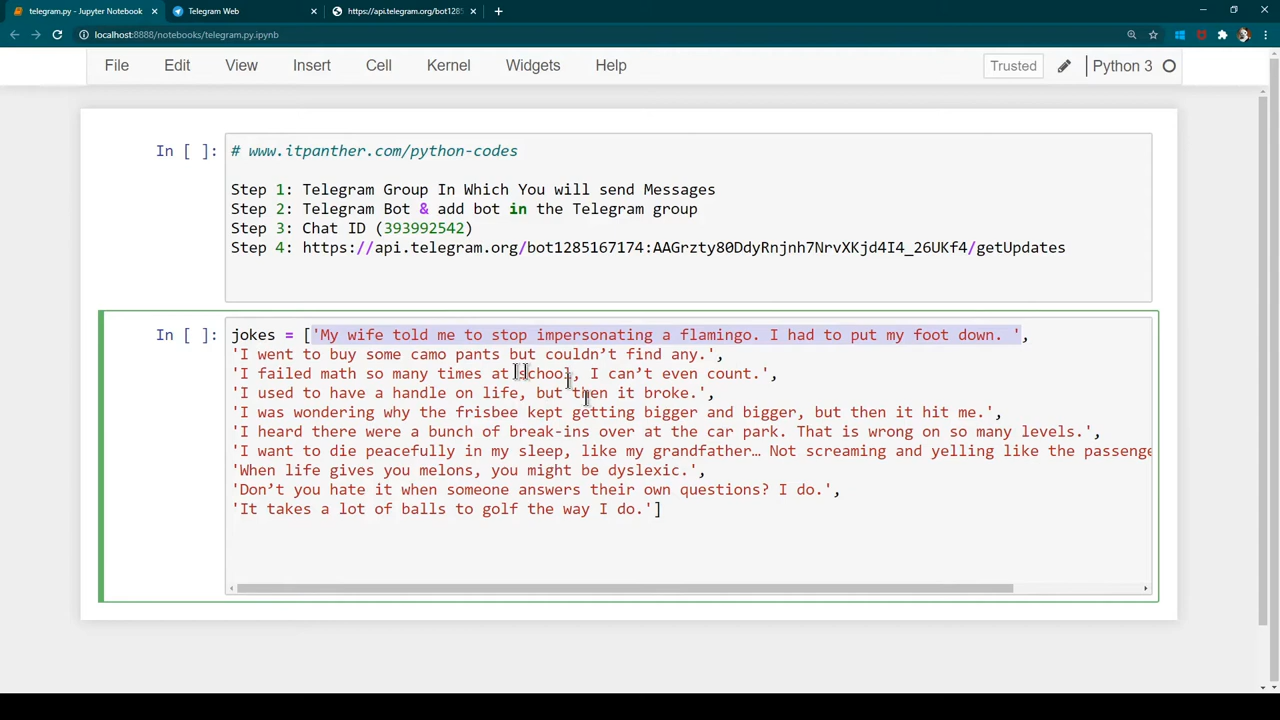 telegram.py - Jupyter Notebook
Telegram Web
https://api.telegram.org/bot1285
localhost:8888/notebooks/telegram.py.ipynb
File Edit View Insert Cell Kernel Widgets Help Trusted Python 3
In [ ]: # www.itpanther.com/python-codes
Step 1: Telegram Group In Which You will send Messages
Step 2: Telegram Bot & add bot in the Telegram group
Step 3: Chat ID (393992542)
Step 4: https://api.telegram.org/bot1285167174:AAGrzty80DdyRnjnh7NrvXKjd4I4_26UKf4/getUpdates
In [ ]: jokes = ['My wife told me to stop impersonating a flamingo. I had to put my foot down. ',
'I went to buy some camo pants but couldn’t find any.',
'I failed math so many times at school, I can’t even count.',
'I used to have a handle on life, but then it broke.',
'I was wondering why the frisbee kept getting bigger and bigger, but then it hit me.',
'I heard there were a bunch of break-ins over at the car park. That is wrong on so many levels.',
'I want to die peacefully in my sleep, like my grandfather… Not screaming and yelling like the passenge
'When life gives you melons, you might be dyslexic.',
'Don’t you hate it when someone answers their own questions? I do.',
'It takes a lot of balls to golf the way I do.']